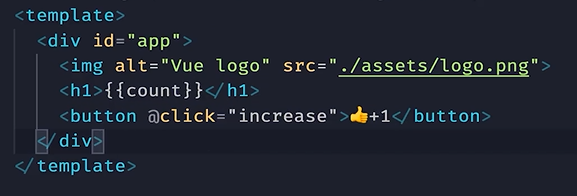 <template>
<div id="app">
<img alt="Vue logo" src="./assets/logo.png">
<h1>{{count}}</h1>
<button @click="increase">👍+1</button>
</div>
</template>